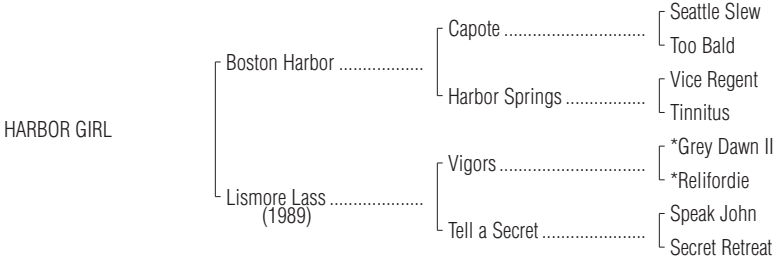 Seattle Slew
Capote ..............................
Too Bald
Boston Harbor ..................
Vice Regent
Harbor Springs .................
Tinnitus
HARBOR GIRL
*Grey Dawn II
Vigors ...............................
*Relifordie
Lismore Lass ....................
(1989)
Speak John
Tell a Secret ......................
Secret Retreat